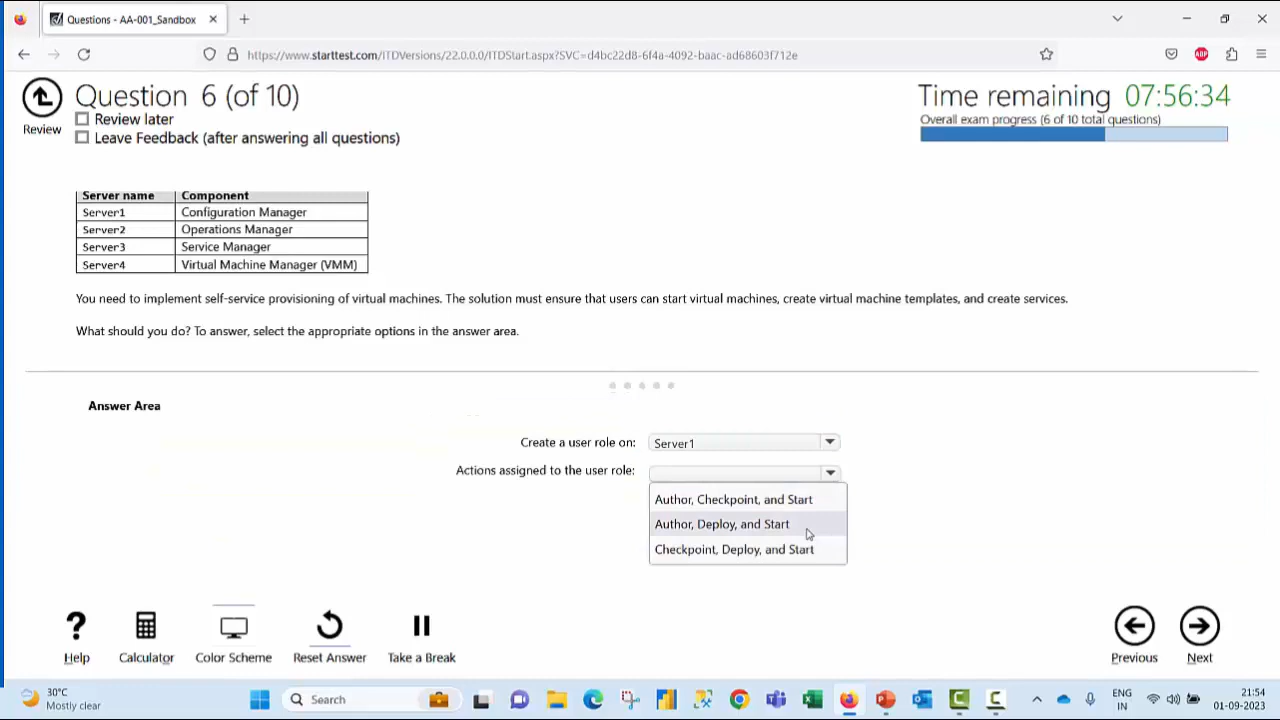 Questions - AA-001_Sandbox
https://www.starttest.com/ITDVersions/22.0.0.0/ITDStart.aspx?SVC=d4bc22d8-6f4a-4092-baac-ad68603f712e
ABP
Review
Question 6 (of 10)
Review later
Leave Feedback (after answering all questions)
Time remaining 07:56:34
Overall exam progress (6 of 10 total questions)
Server name Component
Server1 Configuration Manager
Server2 Operations Manager
Server3 Service Manager
Server4 Virtual Machine Manager (VMM)
You need to implement self-service provisioning of virtual machines. The solution must ensure that users can start virtual machines, create virtual machine templates, and create services.
What should you do? To answer, select the appropriate options in the answer area.
Answer Area
Create a user role on: Server1
Actions assigned to the user role:
Author, Checkpoint, and Start
Author, Deploy, and Start
Checkpoint, Deploy, and Start
Help
Calculator
Color Scheme
Reset Answer
Take a Break
Previous
Next
30°C
Mostly clear
Search
ENG
IN
21:54
01-09-2023